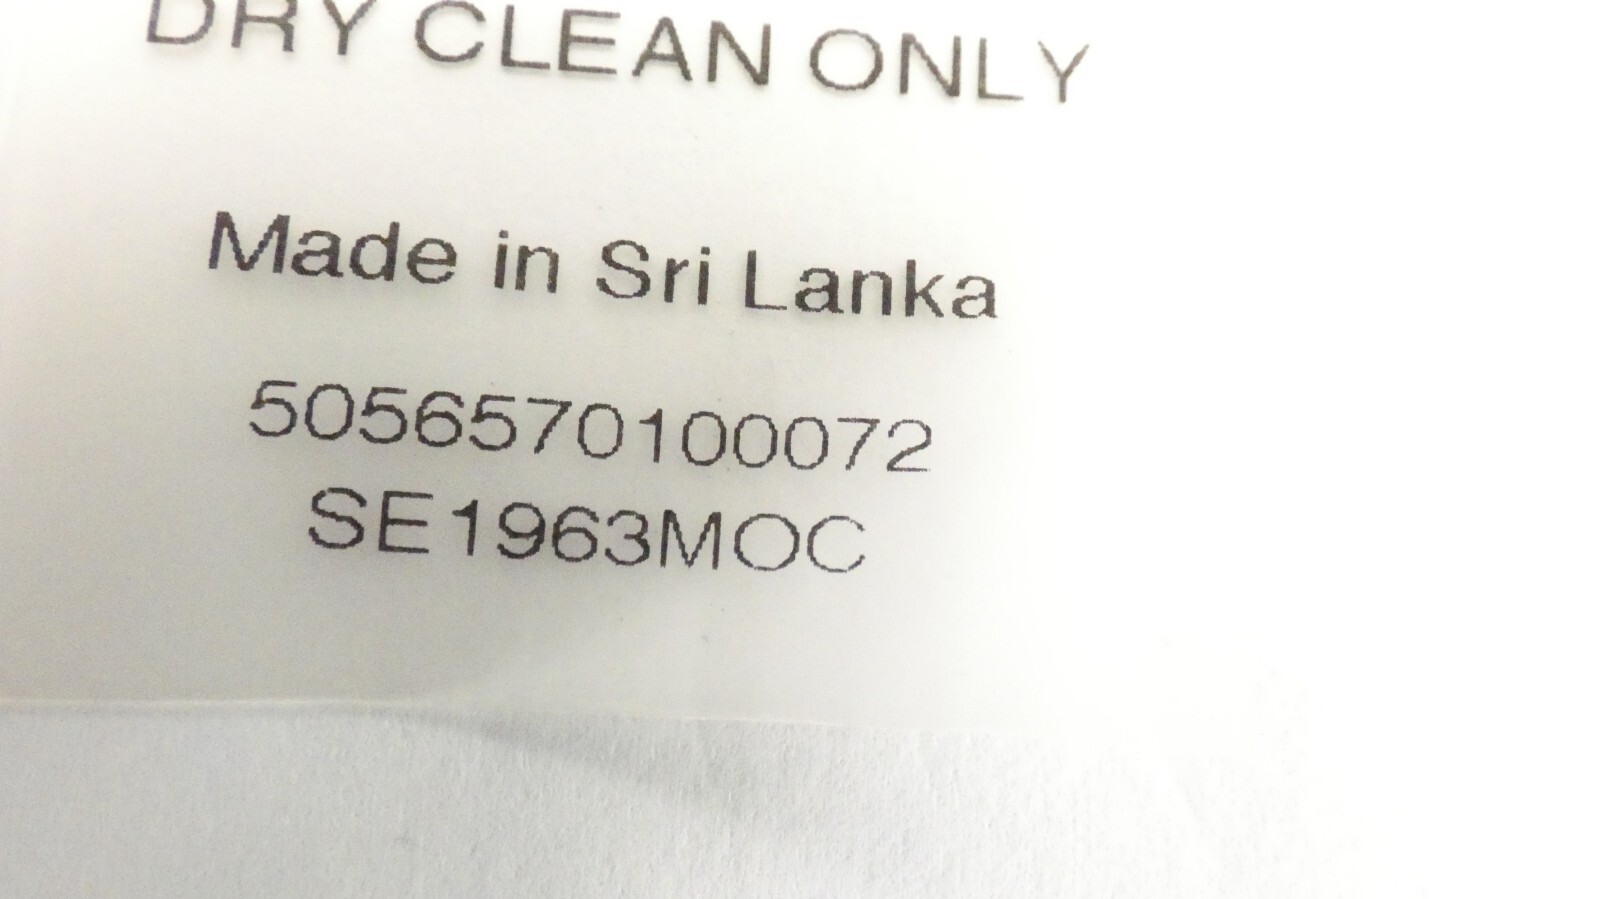 DRY CLEAN ONLY
Made in Sri Lanka
5056570100072
SE1963MOC